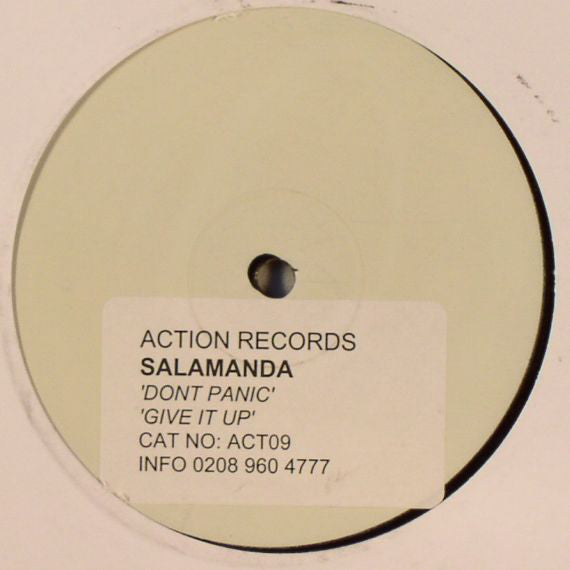 ACTION RECORDS
SALAMANDA
'DONT PANIC'
'GIVE IT UP'
CAT NO: ACT09
INFO 0208 960 4777